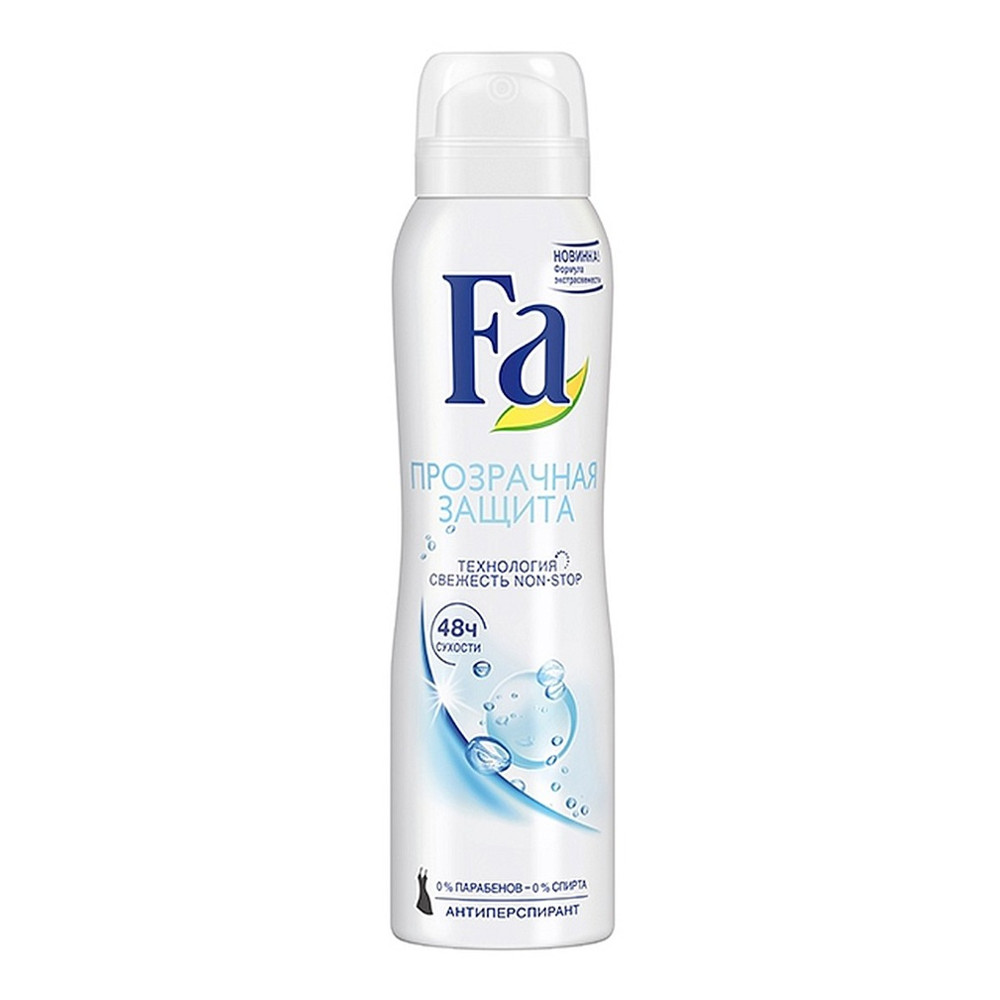 НОВИНКА!
Формула
экстрасвежести
Fa
ПРОЗРАЧНАЯ
ЗАЩИТА
ТЕХНОЛОГИЯ
СВЕЖЕСТЬ NON-STOP
48ч
СУХОСТИ
0% ПАРАБЕНОВ – 0% СПИРТА
АНТИПЕРСПИРАНТ